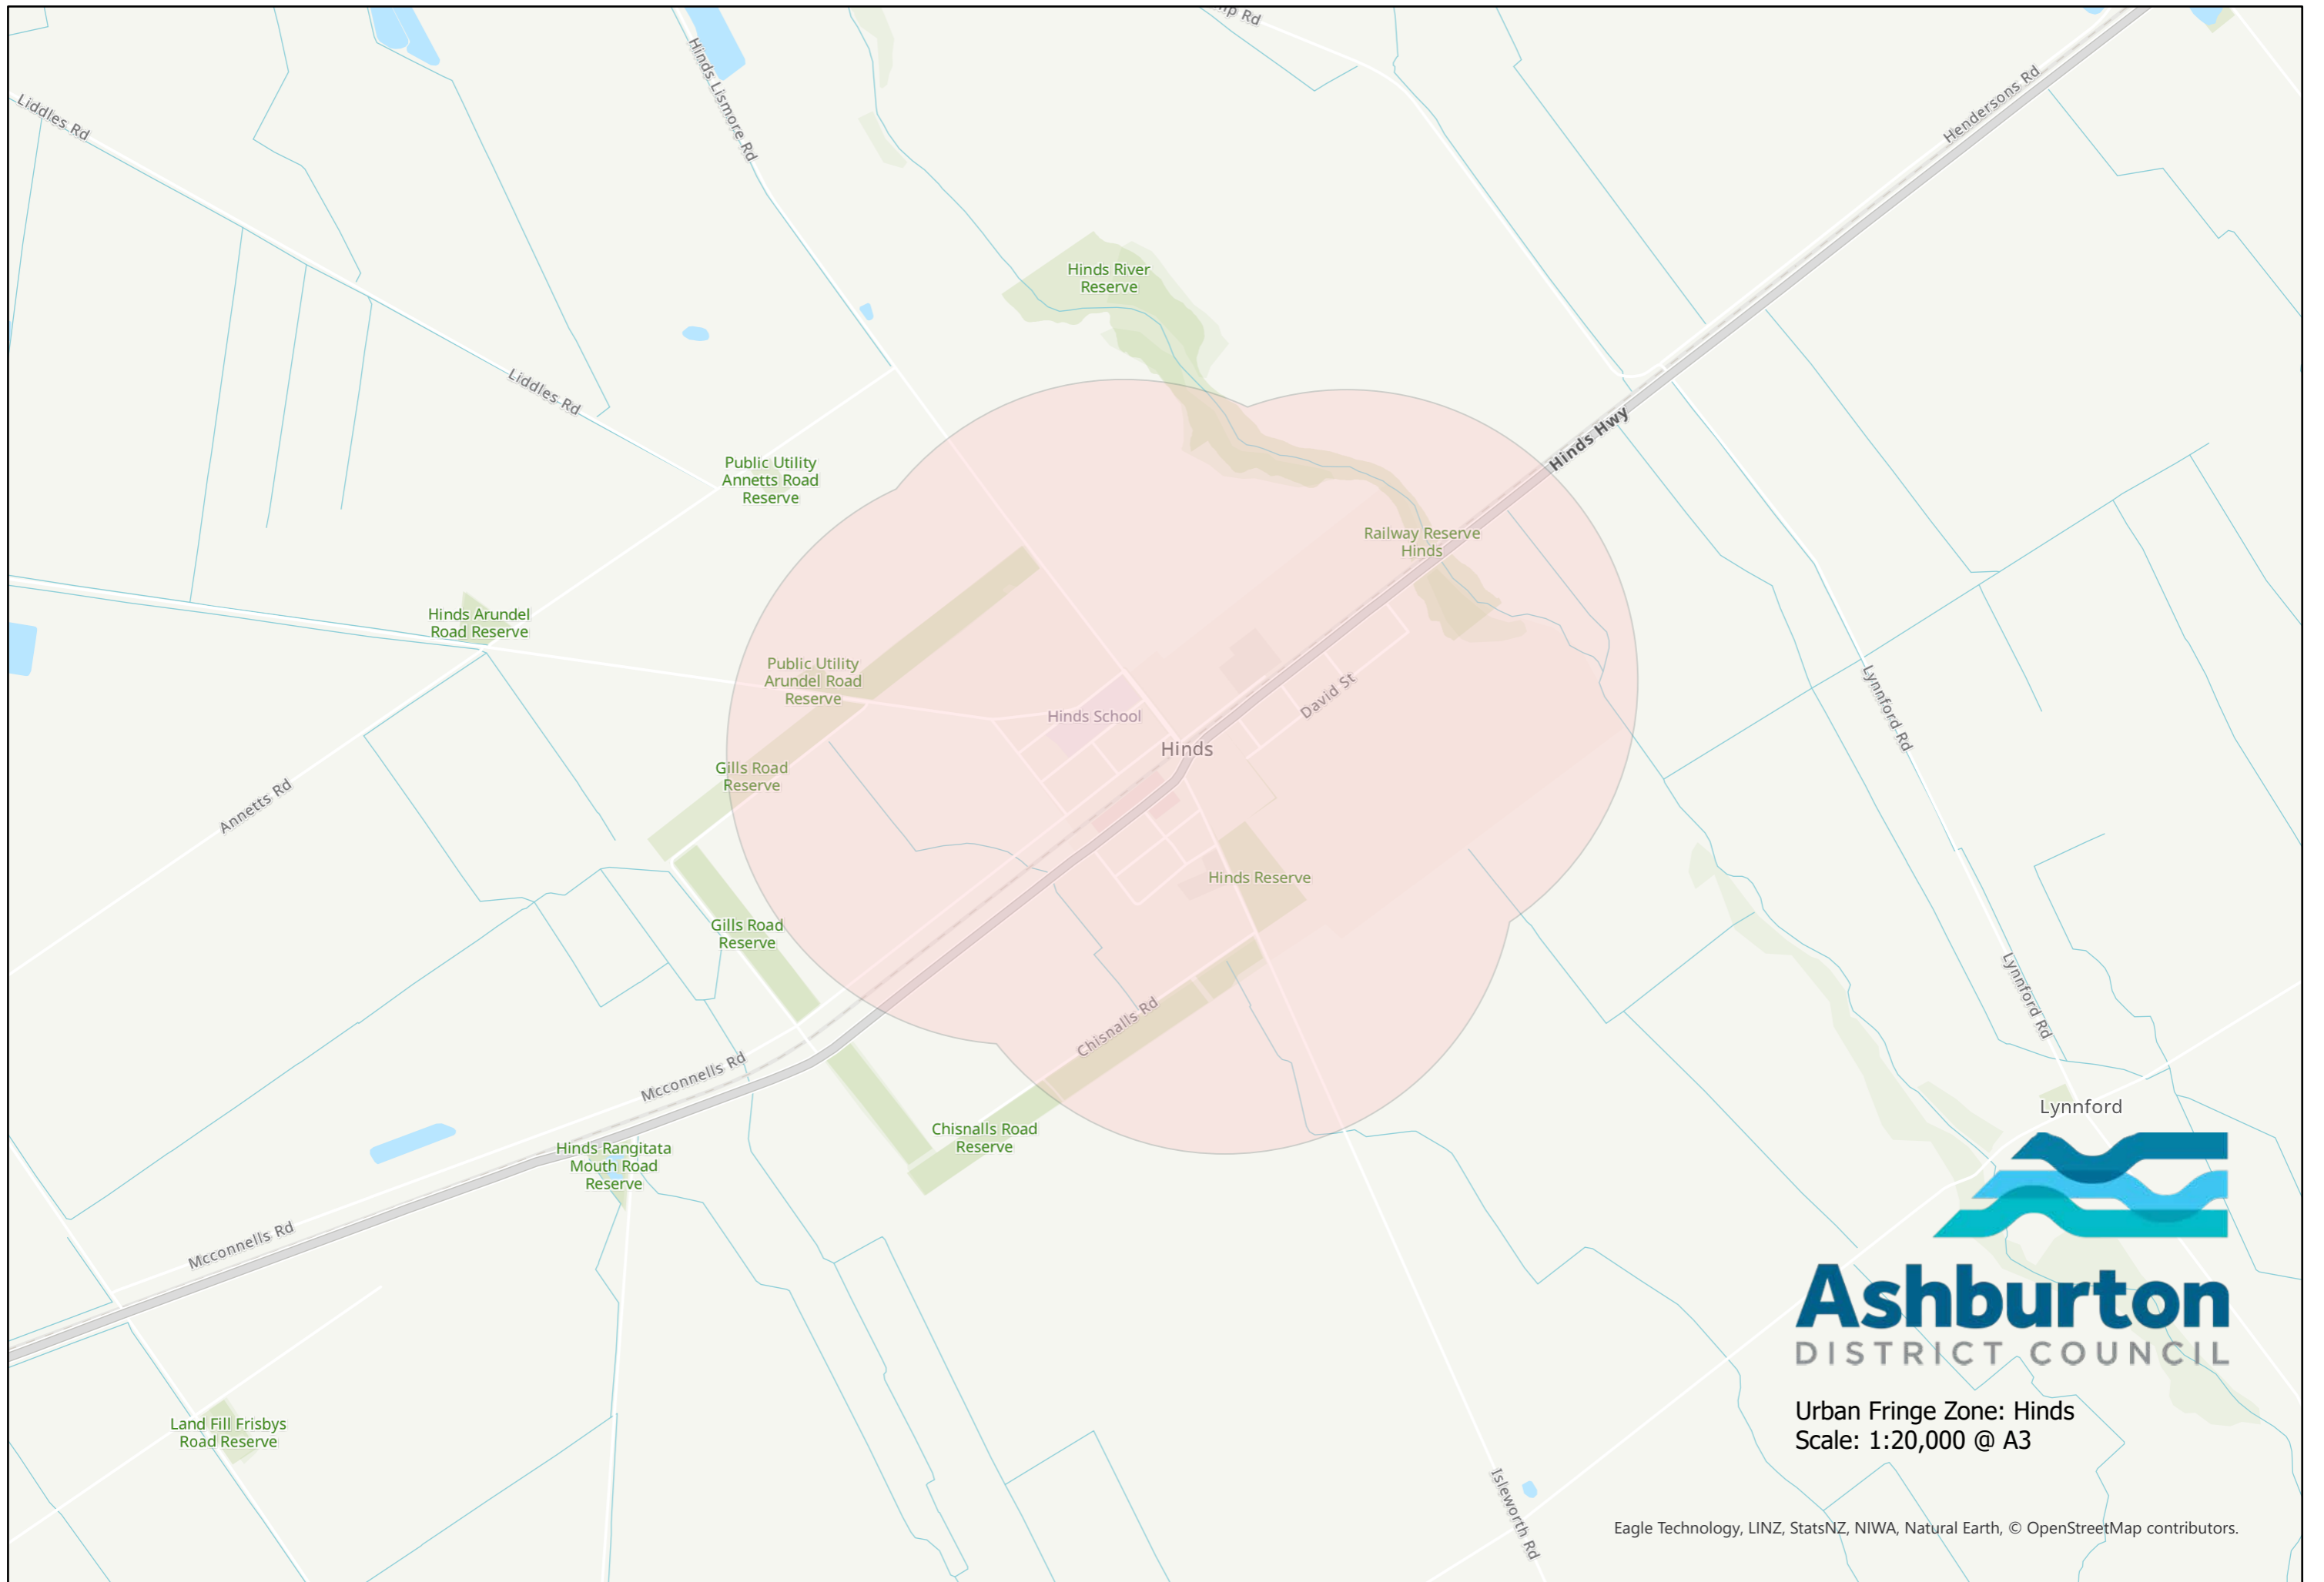 Liddles Rd
Hinds Lismore Rd
Rd
Hendersons Rd
Hinds River
Reserve
Liddles Rd
Hinds Hwy
Public Utility
Annetts Road
Reserve
Railway Reserve
Hinds
Hinds Arundel
Road Reserve
Public Utility
Arundel Road
Reserve
Hinds School
David St
Lynnford Rd
Hinds
Gills Road
Reserve
Annetts Rd
Hinds Reserve
Gills Road
Reserve
Lynnford Rd
Chisnalls Rd
Mcconnells Rd
Lynnford
Chisnalls Road
Reserve
Hinds Rangitata
Mouth Road
Reserve
Mcconnells Rd
Ashburton
DISTRICT COUNCIL
Land Fill Frisbys
Road Reserve
Urban Fringe Zone: Hinds
Scale: 1:20,000 @ A3
Isleworth Rd
Eagle Technology, LINZ, StatsNZ, NIWA, Natural Earth, © OpenStreetMap contributors.